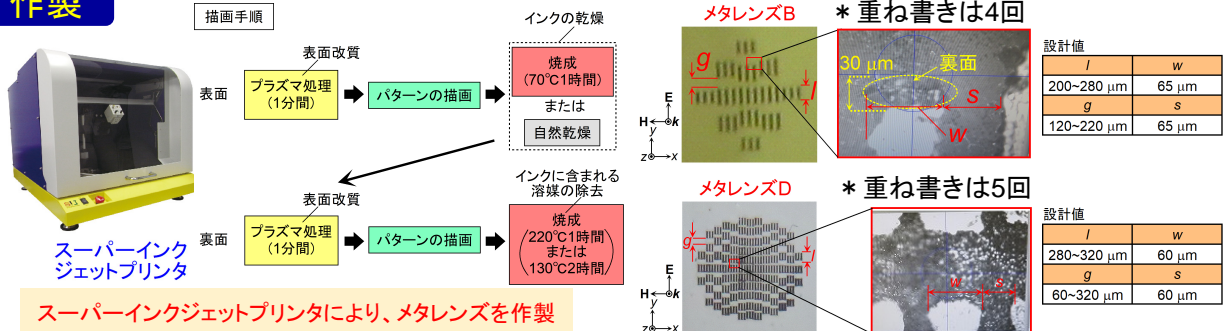 作製
描画手順
インクの乾燥
表面改質
表面
プラズマ処理
(1分間)
パターンの描画
焼成
(70℃1時間)
または
自然乾燥
インクに含まれる
溶媒の除去
表面改質
裏面
プラズマ処理
(1分間)
パターンの描画
焼成
220℃1時間
または
130℃2時間
スーパーインク
ジェットプリンタ
スーパーインクジェットプリンタにより、メタレンズを作製
メタレンズB
＊重ね書きは4回
g
l
E
H
k
y
z
x
30 μm
裏面
s
w
設計値
l w
200~280 μm 65 μm
g s
120~220 μm 65 μm
メタレンズD
＊重ね書きは5回
g
l
E
H
k
y
z
x
w
s
設計値
l w
280~320 μm 60 μm
g s
60~320 μm 60 μm